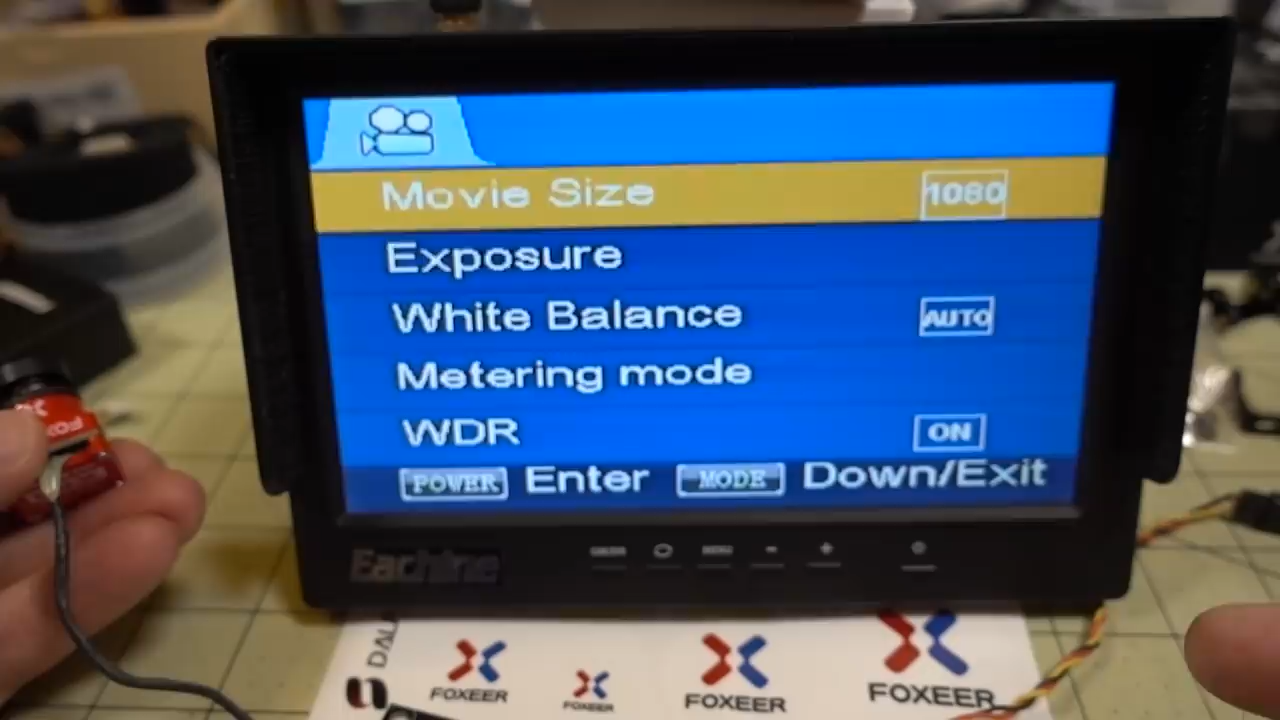 Movie Size 1080
Exposure
White Balance AUTO
Metering mode
WDR ON
POWER Enter MODE Down/Exit
Eachine
FOXEER
FOXEER
FOXEER
FOXEER